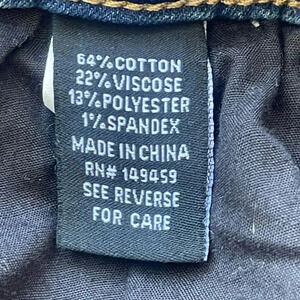 64% COTTON
22% VISCOSE
13% POLYESTER
1% SPANDEX
MADE IN CHINA
RN# 149459
SEE REVERSE
FOR CARE